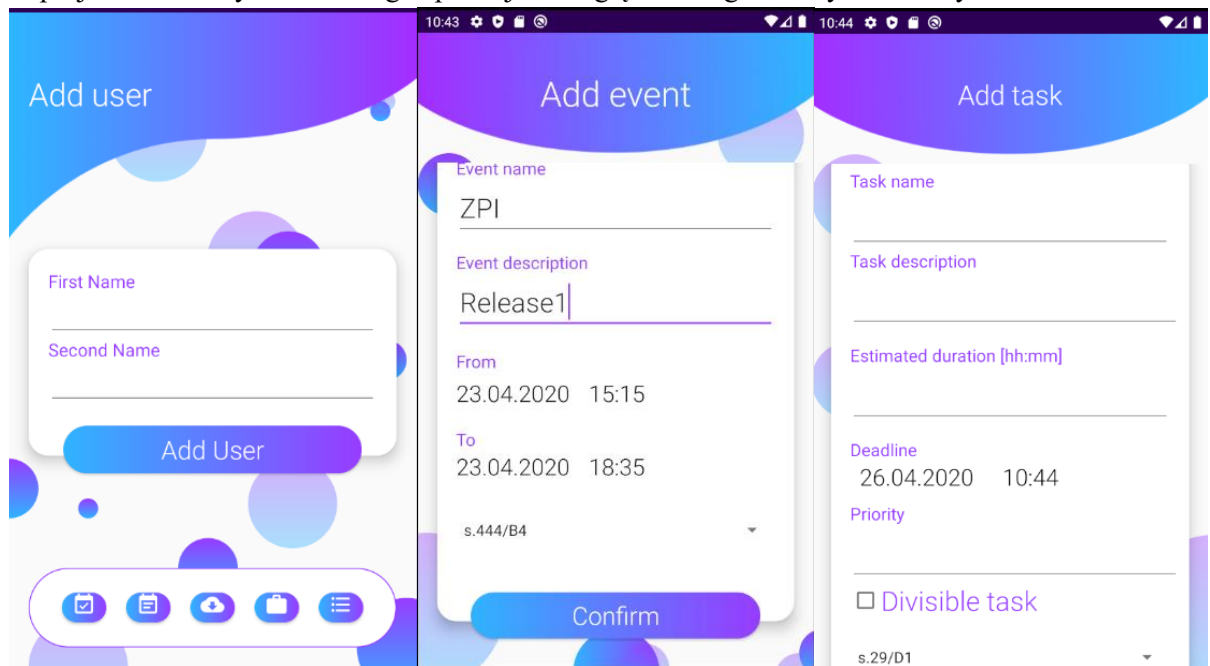 Add user
First Name
Second Name
Add User
10:43
Add event
Event name
ZPI
Event description
Release1
From
23.04.2020 15:15
To
23.04.2020 18:35
s.444/B4
Confirm
10:44
Add task
Task name
Task description
Estimated duration [hh:mm]
Deadline
26.04.2020 10:44
Priority
Divisible task
s.29/D1